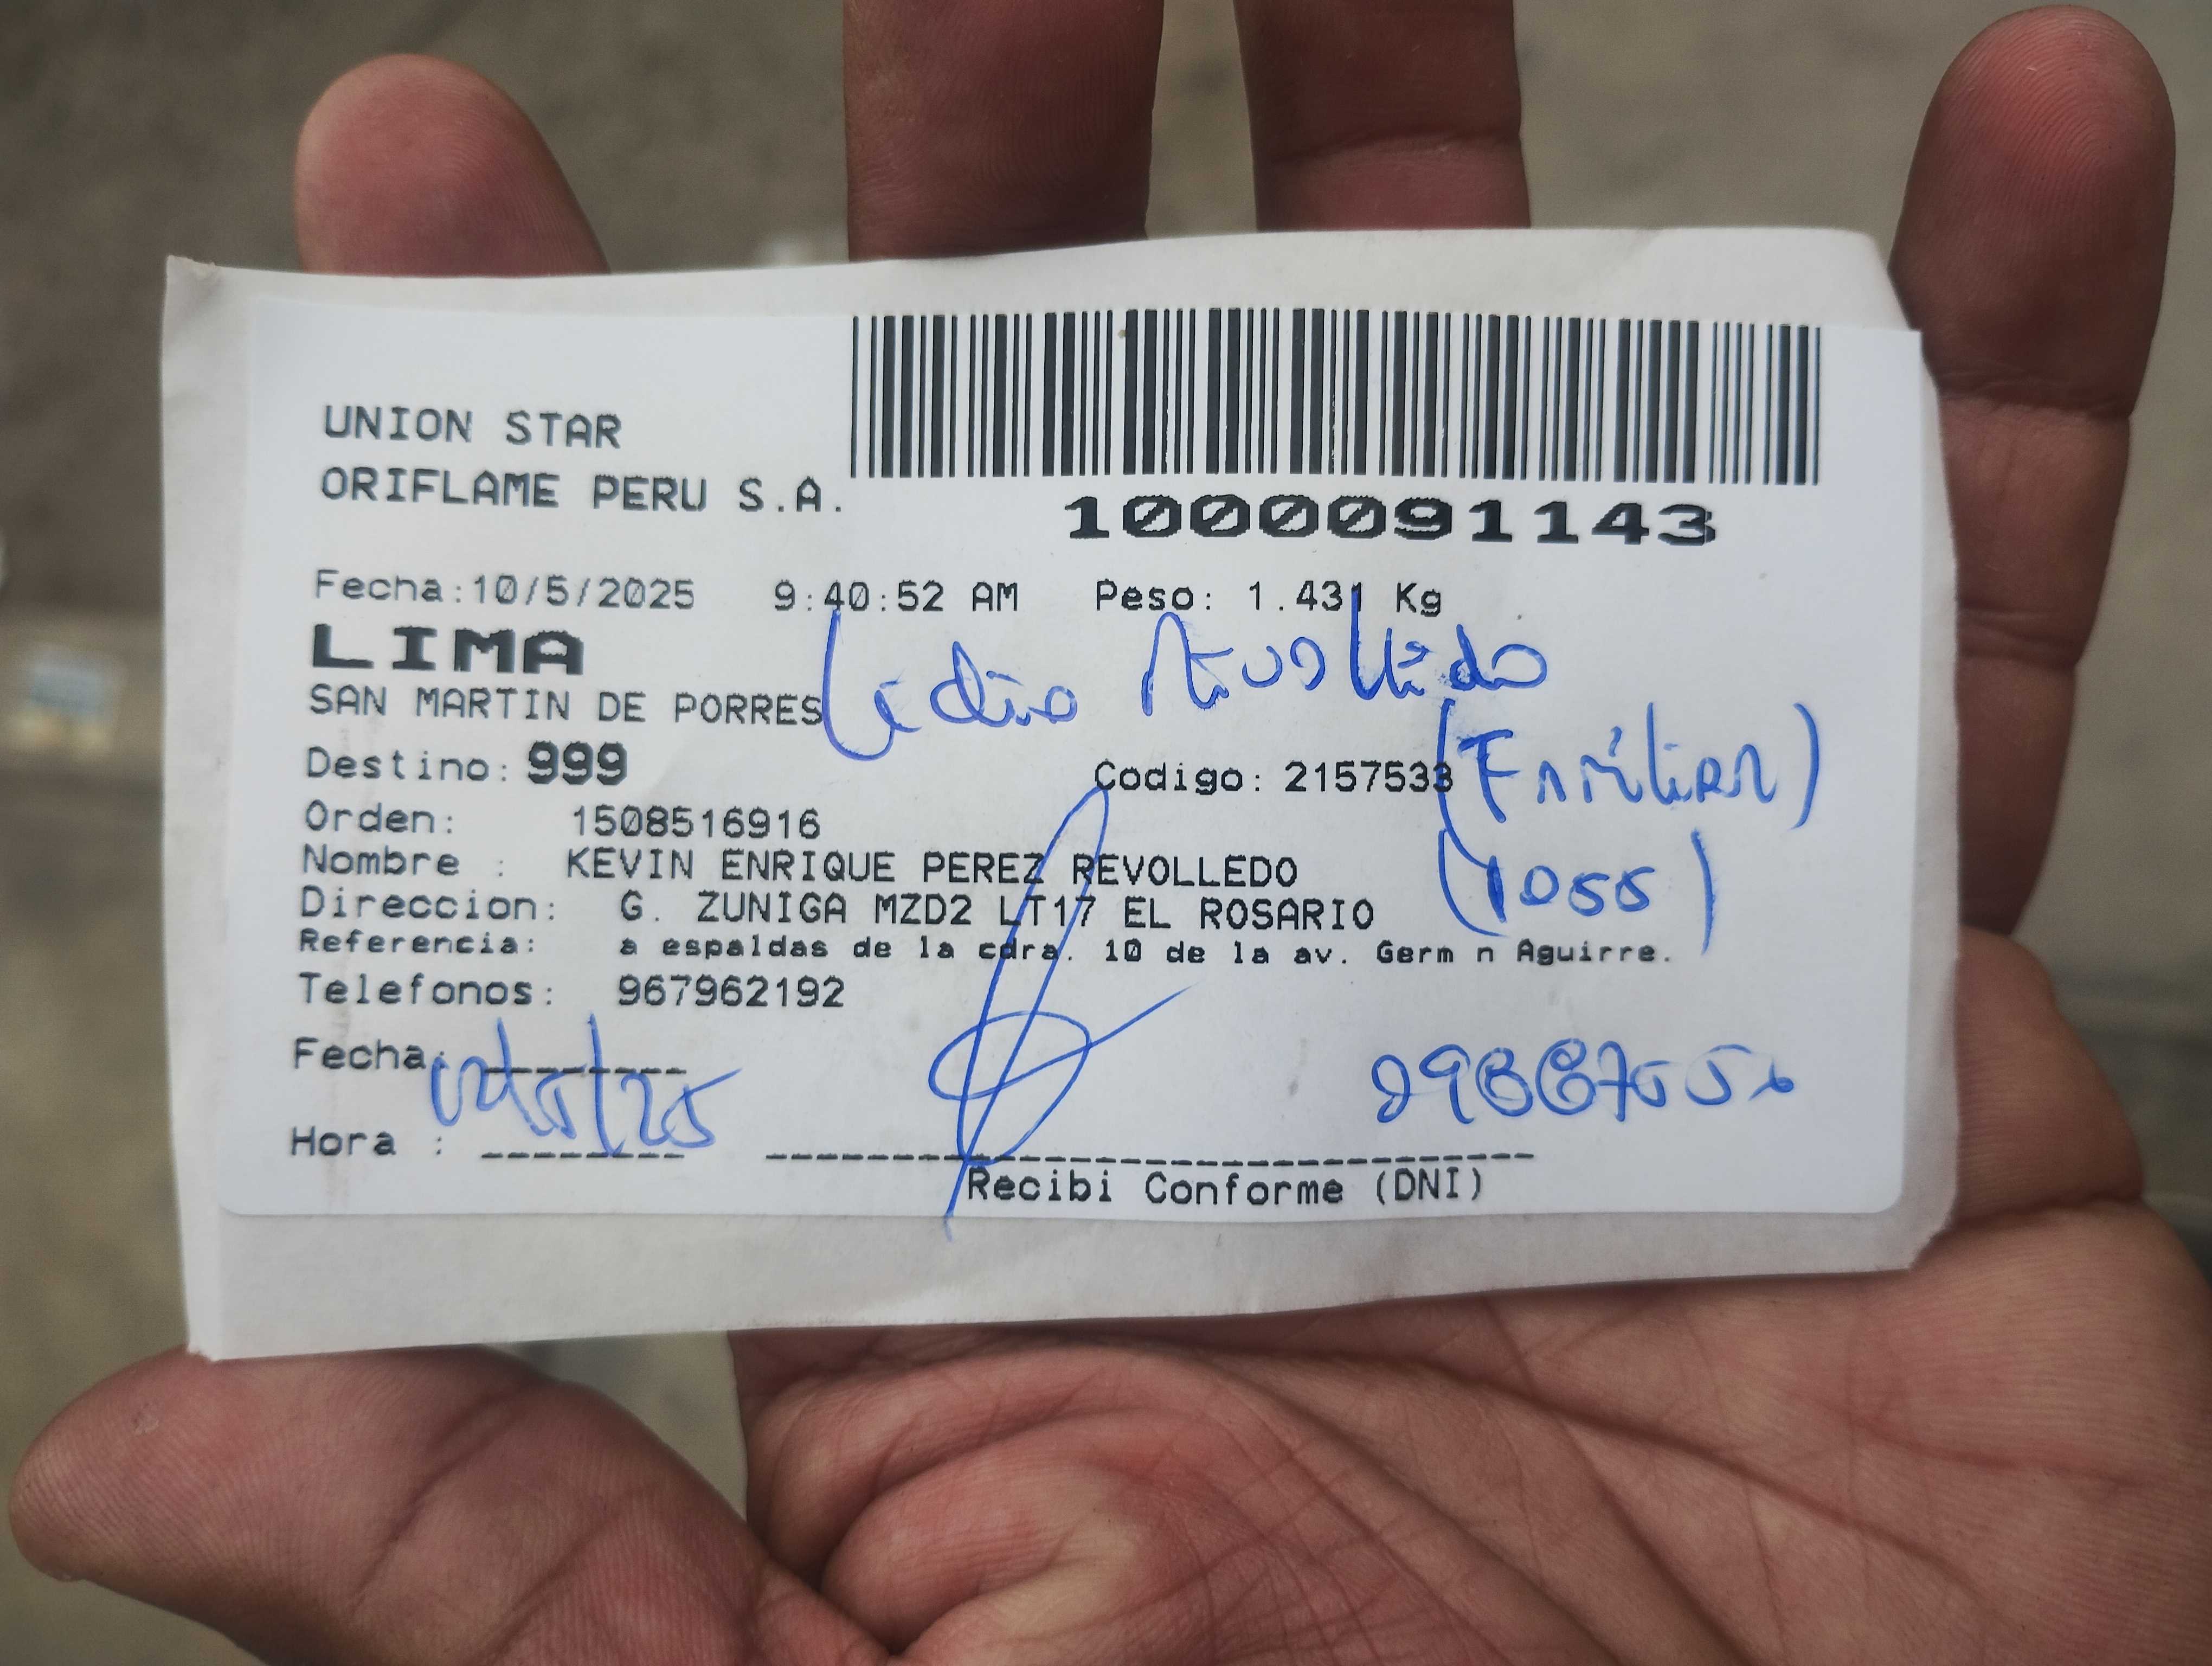 UNION STAR
ORIFLAME PERU S.A.
1000091143
Fecha:10/5/2025 9:40:52 AM Peso: 1.431 Kg
LIMA
SAN MARTIN DE PORRES
Destino: 999 Codigo: 2157533
(Familiar)
Orden: 1508516916
Nombre : KEVIN ENRIQUE PEREZ REVOLLEDO
(1055)
Direccion: G. ZUNIGA MZD2 LT17 EL ROSARIO
Referencia: a espaldas de la cdra. 10 de la av. Germ n Aguirre.
Telefonos: 967962192
Fecha:
Hora :
Recibi Conforme (DNI)